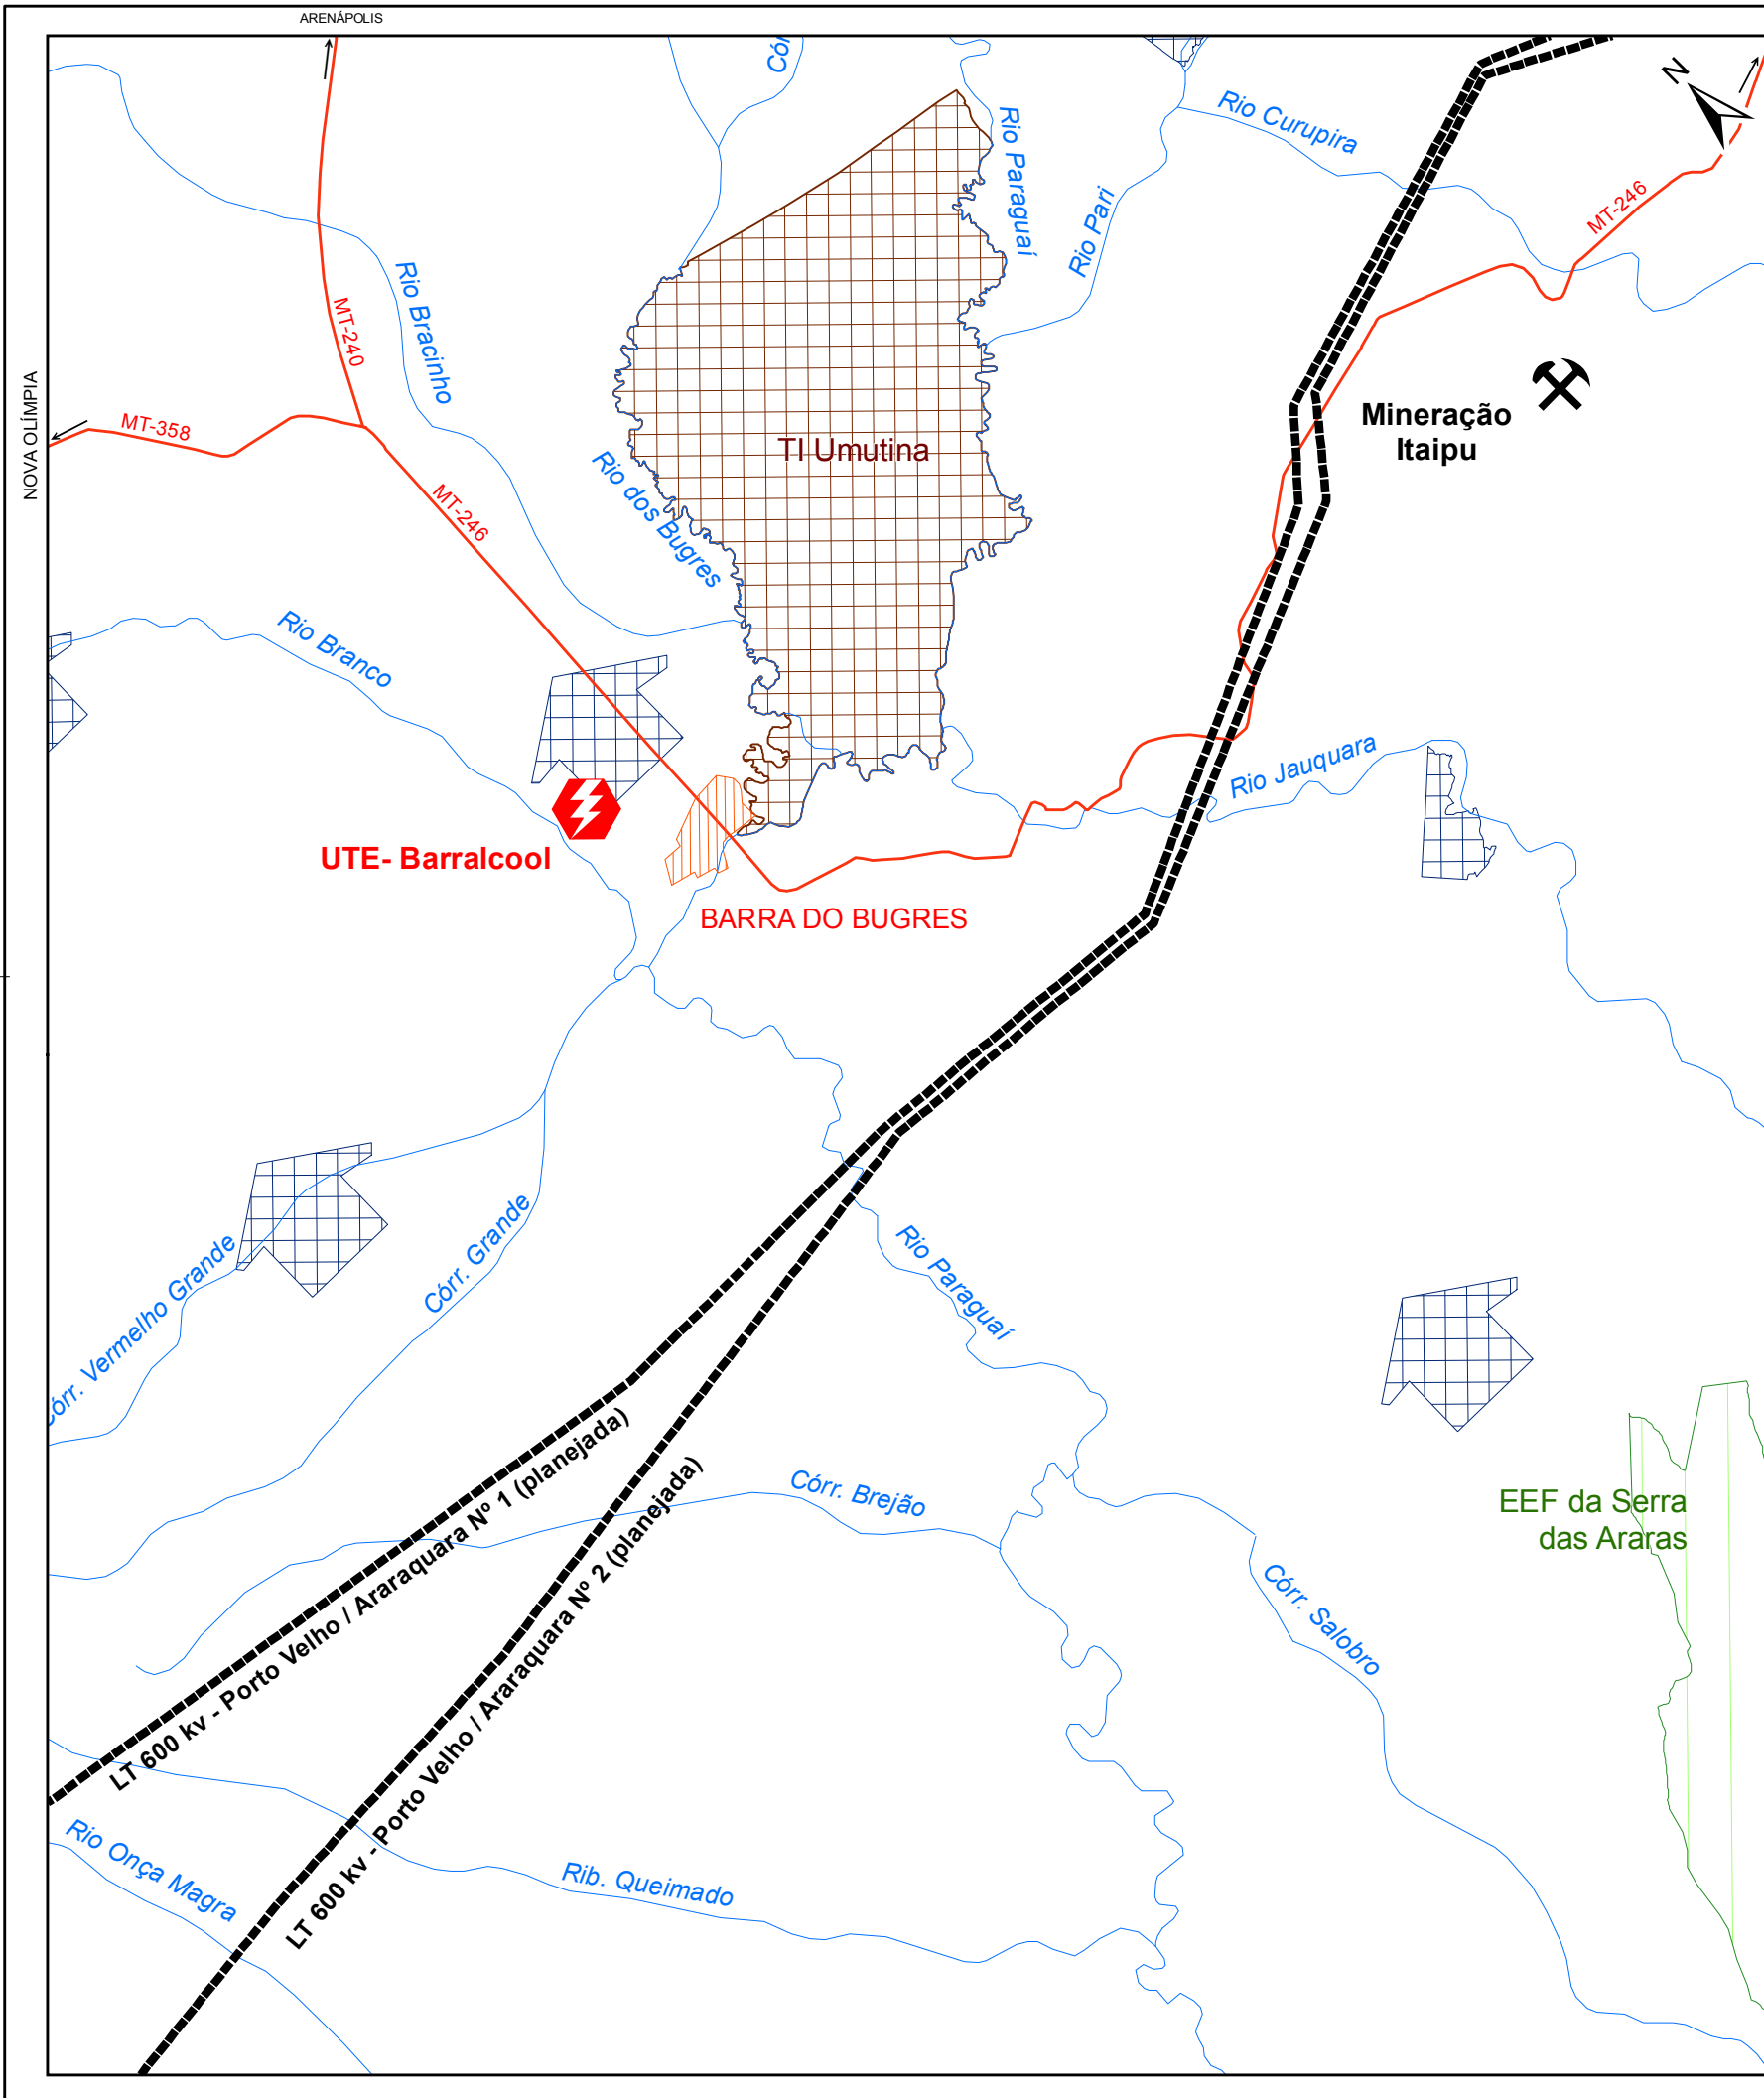 ARENÁPOLIS
Cór
N
Rio Curupira
Rio Paraguaí
Rio Pari
MT-246
Rio Bracinho
MT-240
NOVA OLÍMPIA
MT-358
Mineração
Itaipu
TI Umutina
Rio dos Bugres
MT-246
Rio Branco
Rio Jauquara
UTE- Barralcool
BARRA DO BUGRES
Córr. Grande
Córr. Vermelho Grande
Rio Paraguaí
LT 600 kv - Porto Velho / Araraquara Nº 1 (planejada)
LT 600 kv - Porto Velho / Araraquara Nº 2 (planejada)
Córr. Brejão
EEF da Serra
das Araras
Córr. Salobro
Rio Onça Magra
Rib. Queimado